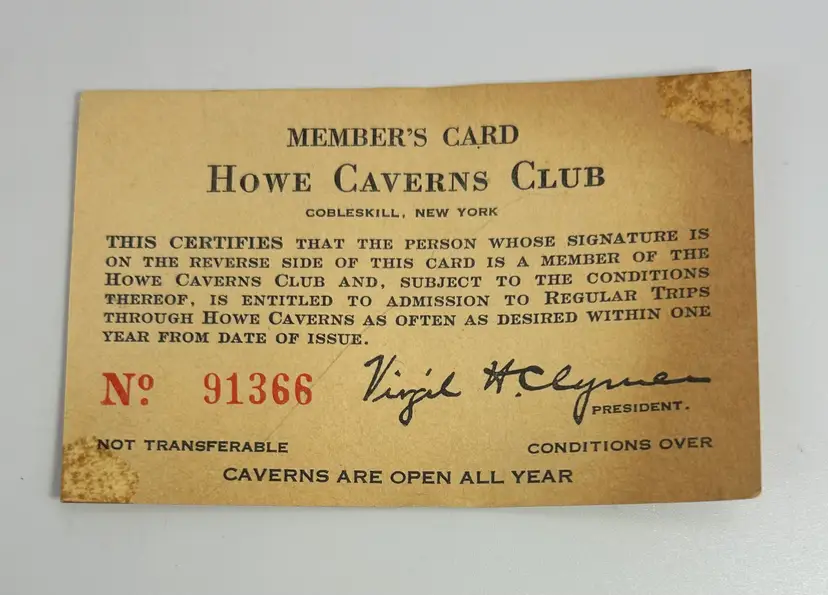 MEMBER'S CARD
HOWE CAVERNS CLUB
COBLESKILL, NEW YORK
THIS CERTIFIES THAT THE PERSON WHOSE SIGNATURE IS
ON THE REVERSE SIDE OF THIS CARD IS A MEMBER OF THE
HOWE CAVERNS CLUB AND, SUBJECT TO THE CONDITIONS
THEREOF, IS ENTITLED TO ADMISSION TO REGULAR TRIPS
THROUGH HOWE CAVERNS AS OFTEN AS DESIRED WITHIN ONE
YEAR FROM DATE OF ISSUE.
Nº 91366
Virgil H. Clymer
PRESIDENT.
NOT TRANSFERABLE
CONDITIONS OVER
CAVERNS ARE OPEN ALL YEAR